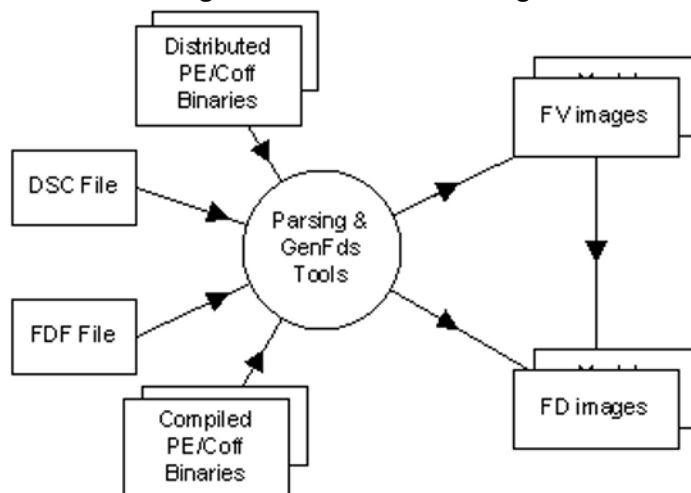 Distributed
PE/Coff
Binaries
FV images
DSC File
Parsing &
GenFds
Tools
FDF File
FD images
Compiled
PE/Coff
Binaries